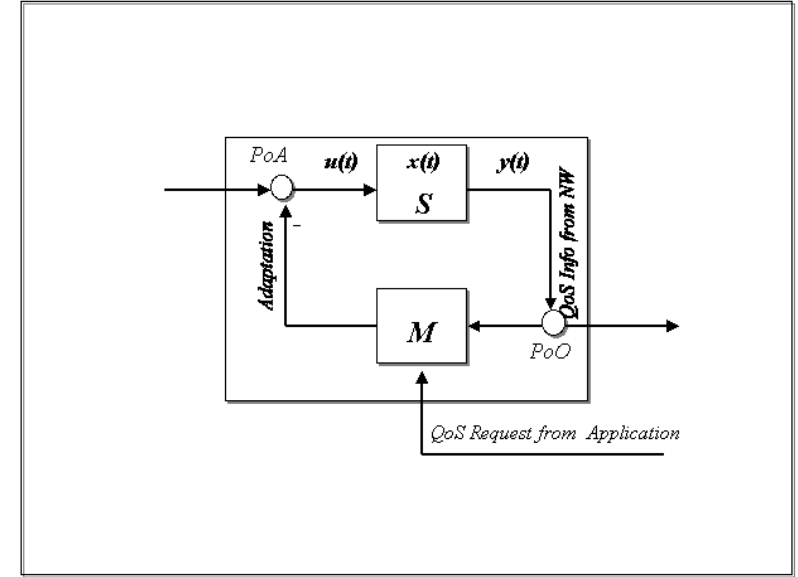 PoA
u(t)
x(t)
y(t)
S
QoS Info from NW
Adaptation
–
M
PoO
QoS Request from Application